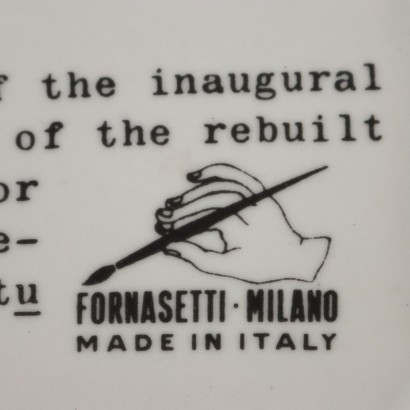 f the inaugural
of the rebuilt
or
e-
tu
FORNASETTI · MILANO
MADE IN ITALY